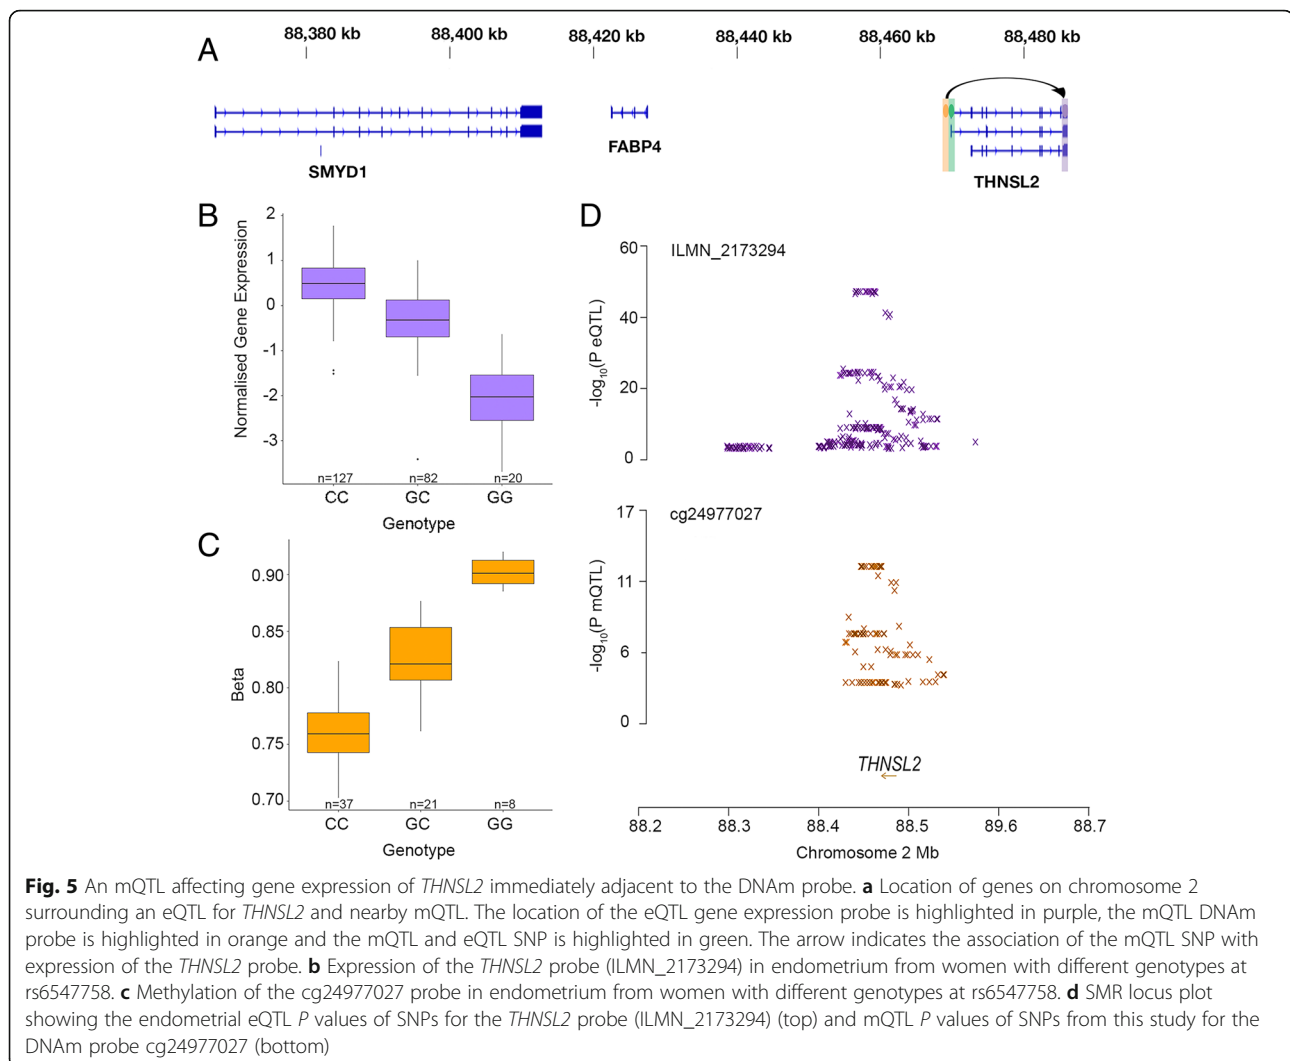 A
88,380 kb 88,400 kb 88,420 kb 88,440 kb 88,460 kb 88,480 kb
SMYD1
FABP4
THNSL2
B
Normalised Gene Expression
2
1
0
-1
-2
-3
n=127 n=82 n=20
CC GC GG
Genotype
C
Beta
0.90
0.85
0.80
0.75
0.70
n=37 n=21 n=8
CC GC GG
Genotype
D
ILMN_2173294
-log10(P eQTL)
60
40
20
0
cg24977027
-log10(P mQTL)
17
11
6
0
THNSL2
88.2 88.3 88.4 88.5 89.6 88.7
Chromosome 2 Mb
Fig. 5 An mQTL affecting gene expression of THNSL2 immediately adjacent to the DNAm probe. a Location of genes on chromosome 2
surrounding an eQTL for THNSL2 and nearby mQTL. The location of the eQTL gene expression probe is highlighted in purple, the mQTL DNAm
probe is highlighted in orange and the mQTL and eQTL SNP is highlighted in green. The arrow indicates the association of the mQTL SNP with
expression of the THNSL2 probe. b Expression of the THNSL2 probe (ILMN_2173294) in endometrium from women with different genotypes at
rs6547758. c Methylation of the cg24977027 probe in endometrium from women with different genotypes at rs6547758. d SMR locus plot
showing the endometrial eQTL P values of SNPs for the THNSL2 probe (ILMN_2173294) (top) and mQTL P values of SNPs from this study for the
DNAm probe cg24977027 (bottom)